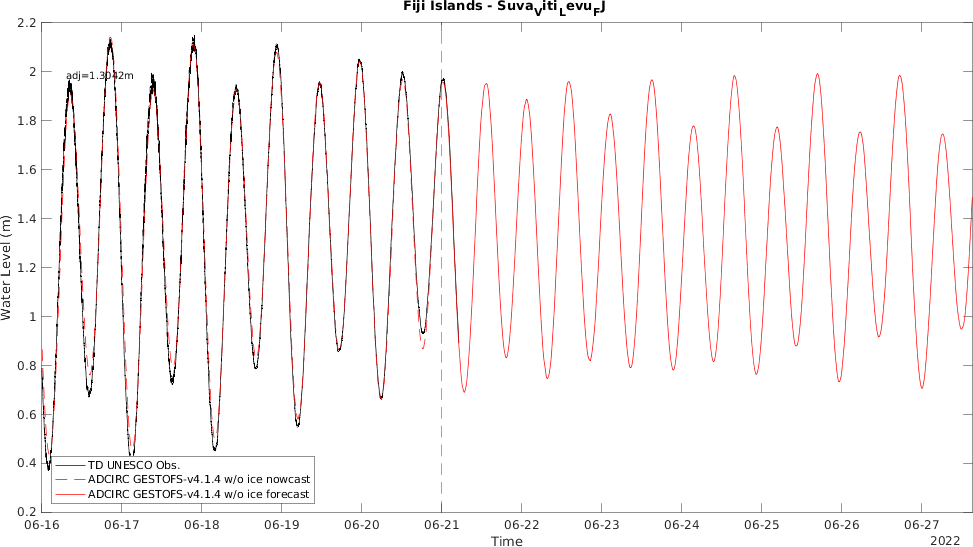 Fiji Islands - SuvaVitiLevuFJ
2.2
2
1.8
1.6
1.4
1.2
1
0.8
0.6
0.4
0.2
Water Level (m)
adj=1.3042m
TD UNESCO Obs.
ADCIRC GESTOFS-v4.1.4 w/o ice nowcast
ADCIRC GESTOFS-v4.1.4 w/o ice forecast
06-16 06-17 06-18 06-19 06-20 06-21 06-22 06-23 06-24 06-25 06-26 06-27
Time
2022